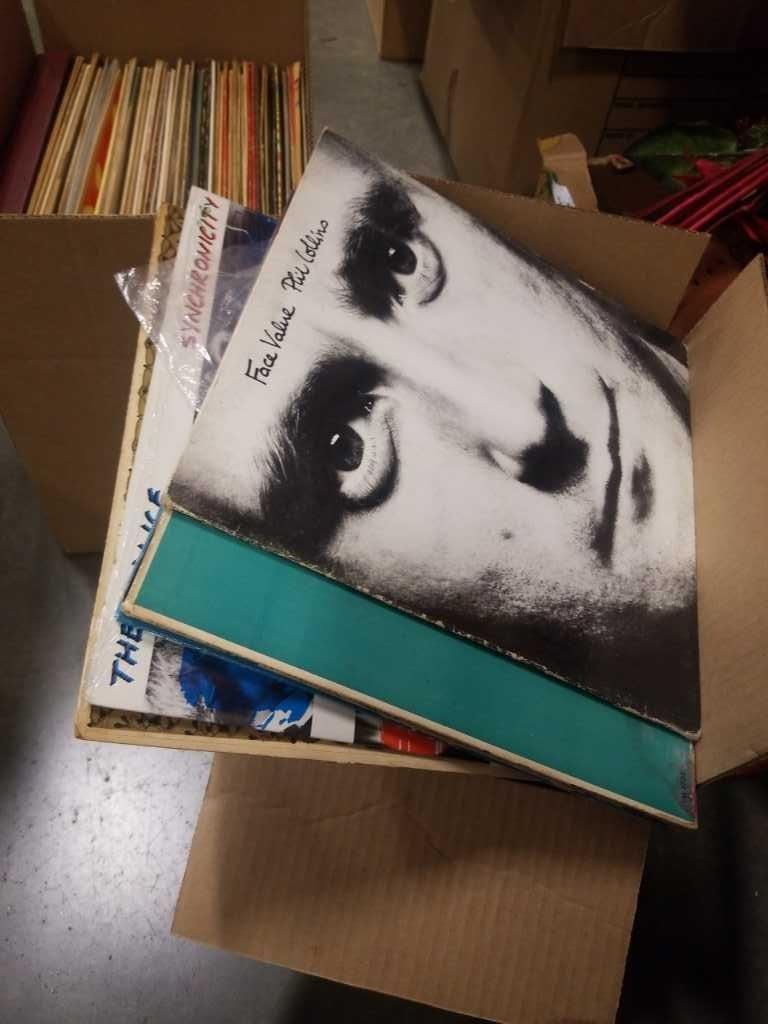 Face Value Phil Collins
SYNCHRONICITY
THE